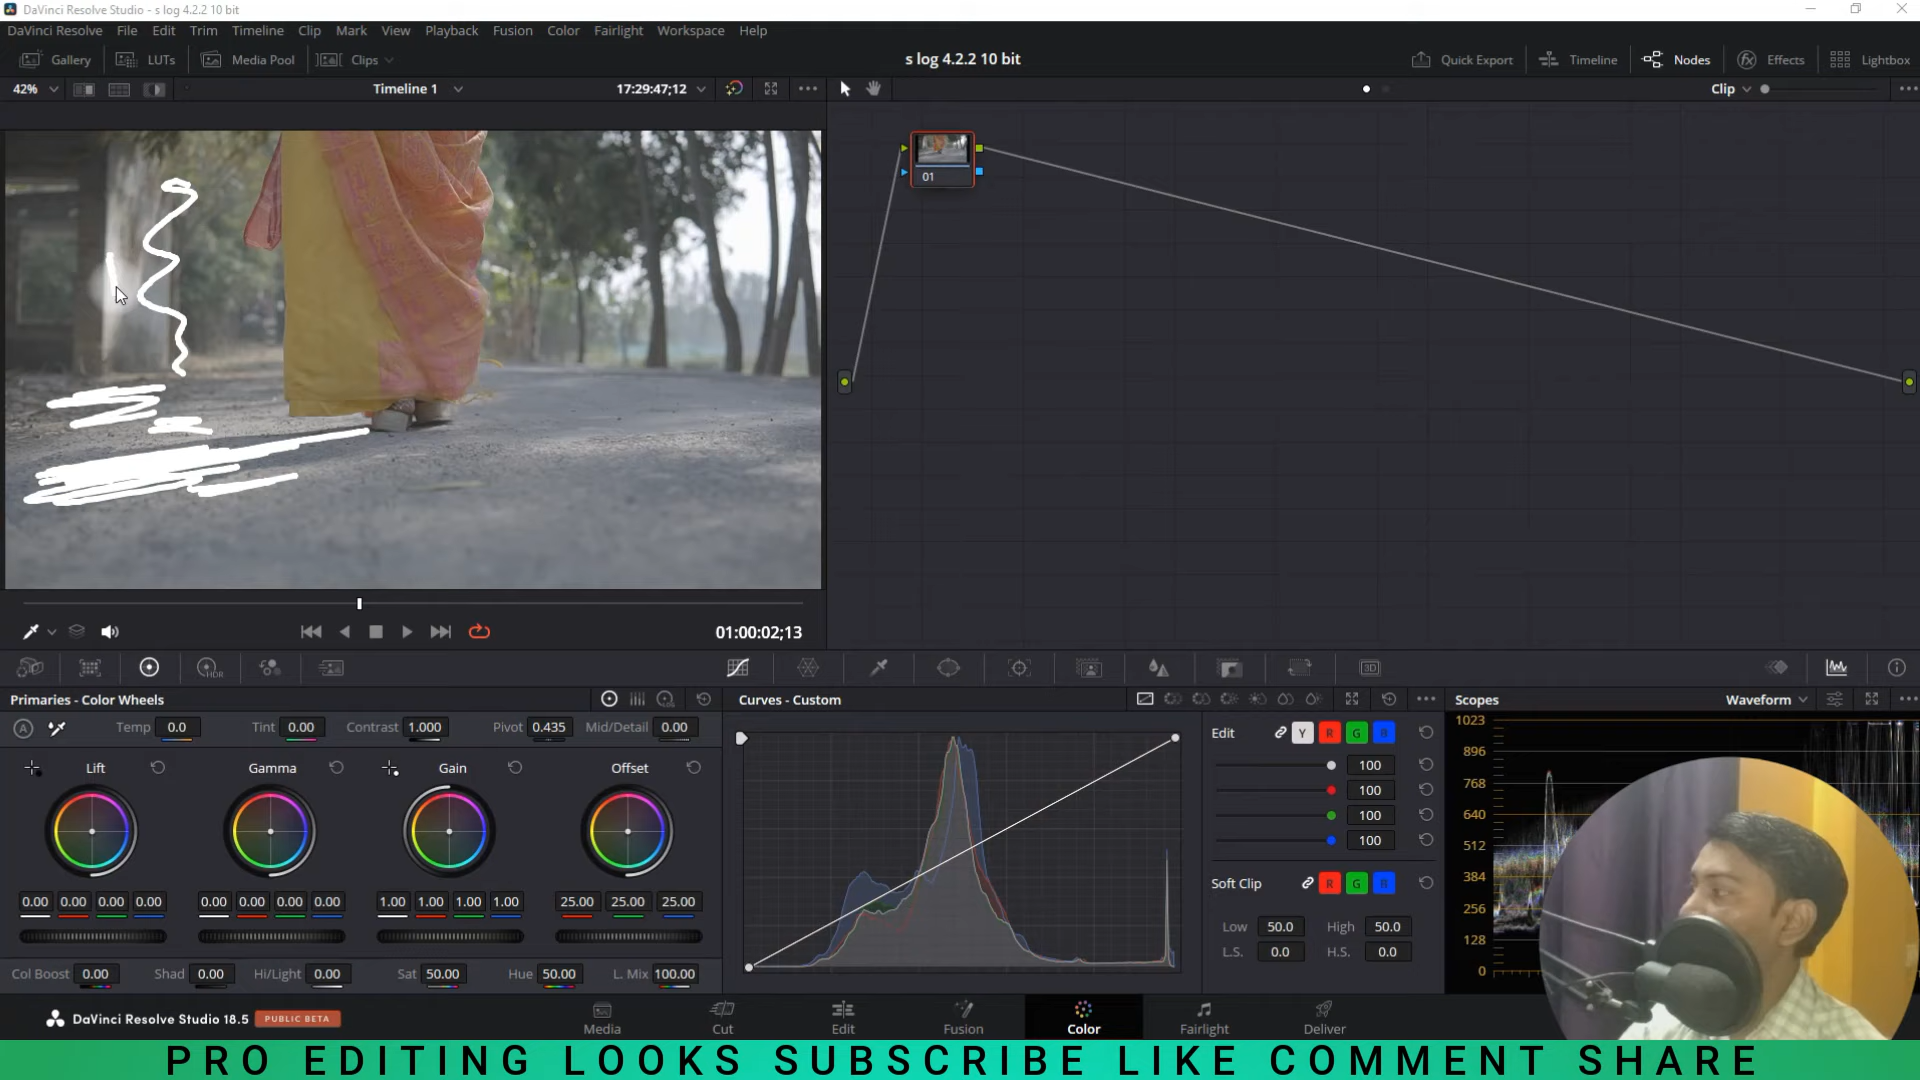 DaVinci Resolve Studio - s log 4.2.2 10 bit
DaVinci Resolve File Edit Trim Timeline Clip Mark View Playback Fusion Color Fairlight Workspace Help
Gallery LUTs Media Pool Clips s log 4.2.2 10 bit Quick Export Timeline Nodes Effects Lightbox
42% Timeline 1 17:29:47;12 Clip
01
01:00:02;13
HDR 3D
Primaries - Color Wheels Curves - Custom Scopes Waveform
A Temp 0.0 Tint 0.00 Contrast 1.000 Pivot 0.435 Mid/Detail 0.00
Edit Y R G B
Lift Gamma Gain Offset
100
100
100
100
Soft Clip R G B
0.00 0.00 0.00 0.00 0.00 0.00 0.00 0.00 1.00 1.00 1.00 1.00 25.00 25.00 25.00
Low 50.0 High 50.0
L.S. 0.0 H.S. 0.0
Col Boost 0.00 Shad 0.00 Hi/Light 0.00 Sat 50.00 Hue 50.00 L. Mix 100.00
1023
896
768
640
512
384
256
128
0
DaVinci Resolve Studio 18.5 PUBLIC BETA
Media Cut Edit Fusion Color Fairlight Deliver
PRO EDITING LOOKS SUBSCRIBE LIKE COMMENT SHARE